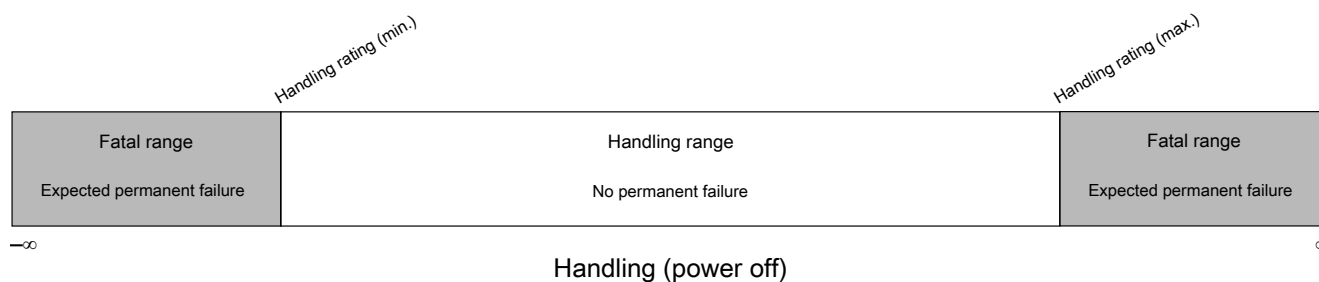 Handling rating (min.)
Handling rating (max.)
Fatal range
Handling range
Fatal range
Expected permanent failure
No permanent failure
Expected permanent failure
–∞
Handling (power off)